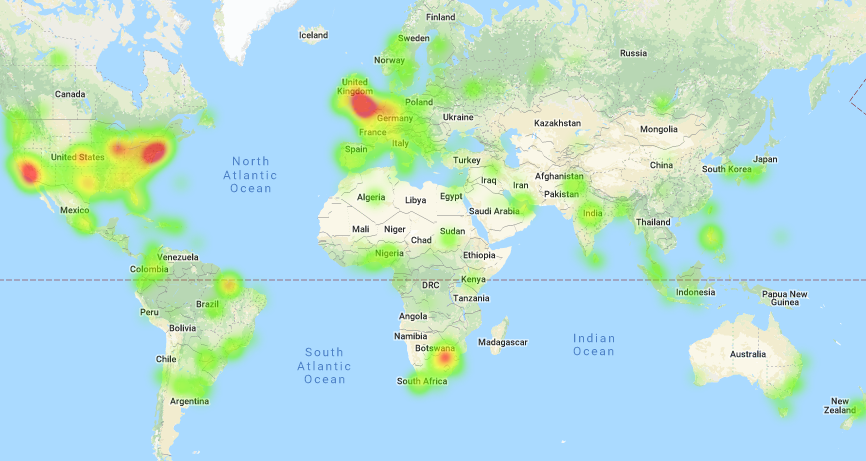 Finland
Iceland
Sweden
Russia
Norway
United
Kingdom
Canada
Poland
Germany
Ukraine
Kazakhstan
Mongolia
France
Italy
Spain
United States
North
Atlantic
Ocean
Turkey
China
Japan
South Korea
Iraq
Iran
Afghanistan
Pakistan
Algeria
Libya
Egypt
Saudi Arabia
Mexico
India
Thailand
Mali
Niger
Chad
Sudan
Nigeria
Ethiopia
Venezuela
Colombia
DRC
Kenya
Tanzania
Indonesia
Papua New
Guinea
Brazil
Peru
Angola
Bolivia
Namibia
Botswana
Madagascar
Indian
Ocean
South
Atlantic
Ocean
Chile
Australia
South Africa
Argentina
New
Zealand